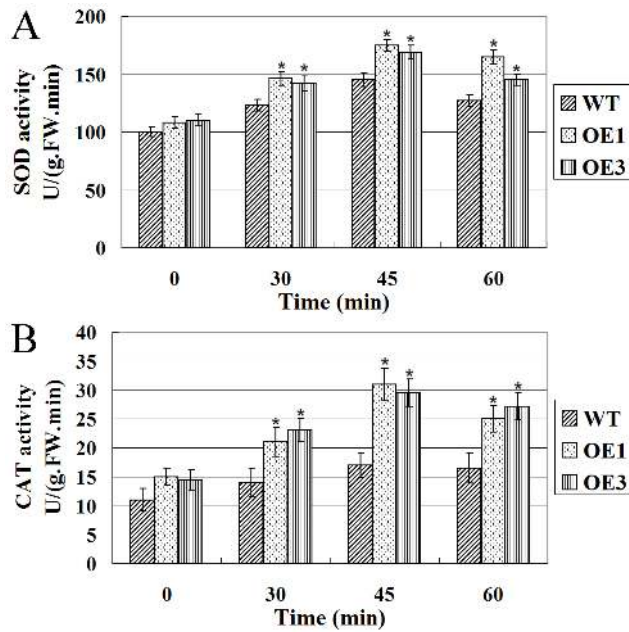 A
SOD activity
U/(g.FW.min)
200
150
100
50
0
* * * * * *
0 30 45 60
Time (min)
WT
OE1
OE3
B
CAT activity
U/(g.FW.min)
40
35
30
25
20
15
10
5
0
* * * * * *
0 30 45 60
Time (min)
WT
OE1
OE3